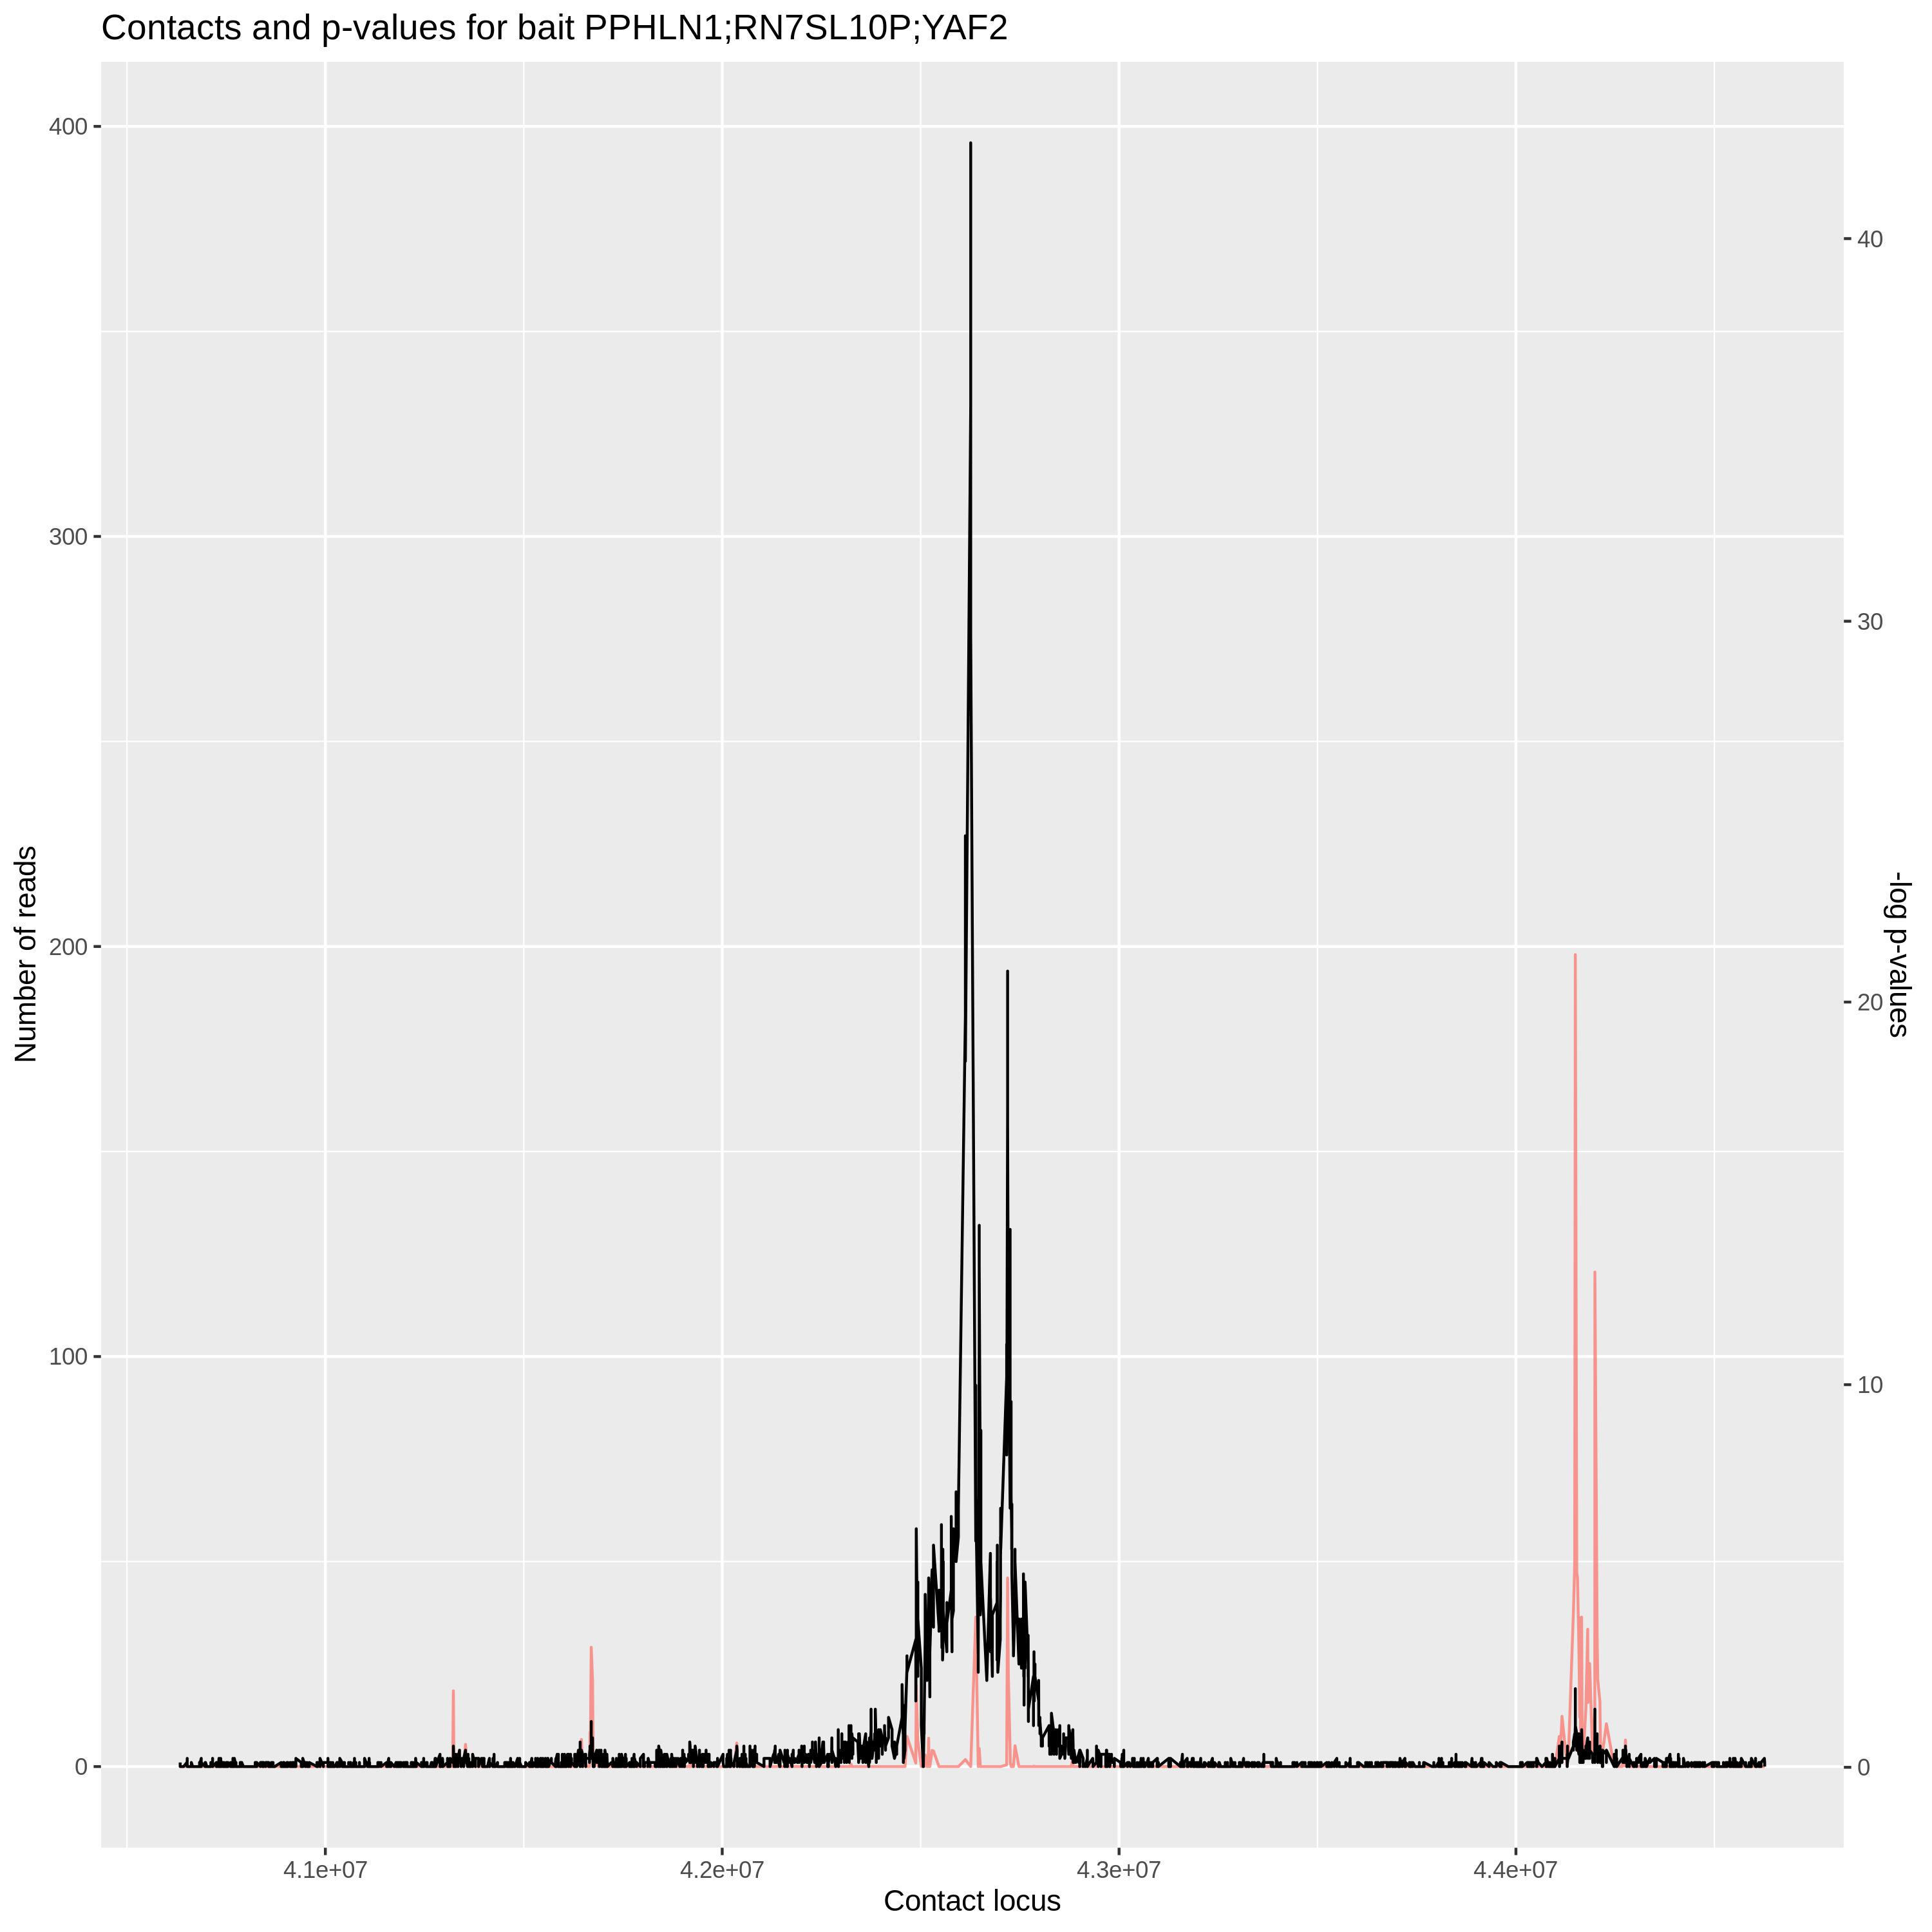 Contacts and p-values for bait PPHLN1;RN7SL10P;YAF2
400
300
200
100
0
Number of reads
40
30
20
10
0
-log p-values
4.1e+07
4.2e+07
4.3e+07
4.4e+07
Contact locus